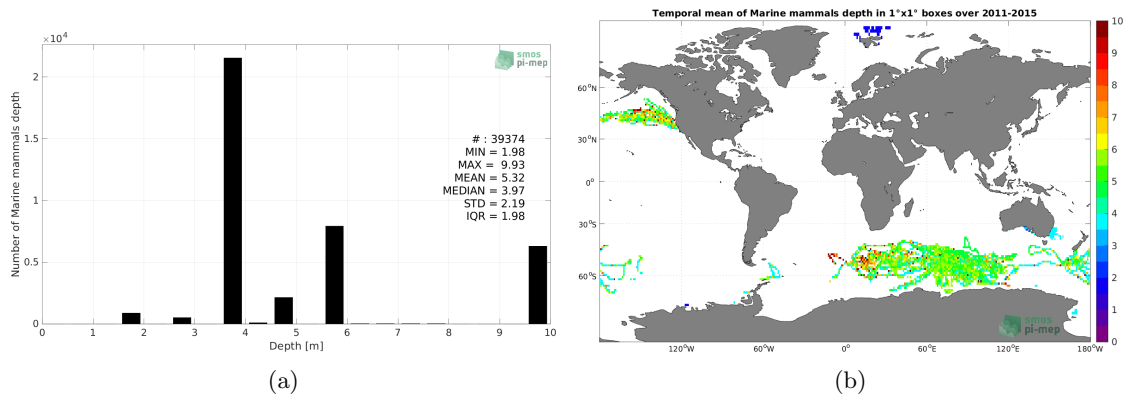 ×10⁴
smos
pi-mep
Number of Marine mammals depth
2
1.5
1
0.5
0
# : 39374
MIN = 1.98
MAX = 9.93
MEAN = 5.32
MEDIAN = 3.97
STD = 2.19
IQR = 1.98
0 1 2 3 4 5 6 7 8 9 10
Depth [m]
(a)
Temporal mean of Marine mammals depth in 1°x1° boxes over 2011-2015
60°N
30°N
0°
30°S
60°S
120°W 60°W 0° 60°E 120°E 180°W
smos
pi-mep
10
9
8
7
6
5
4
3
2
1
0
(b)